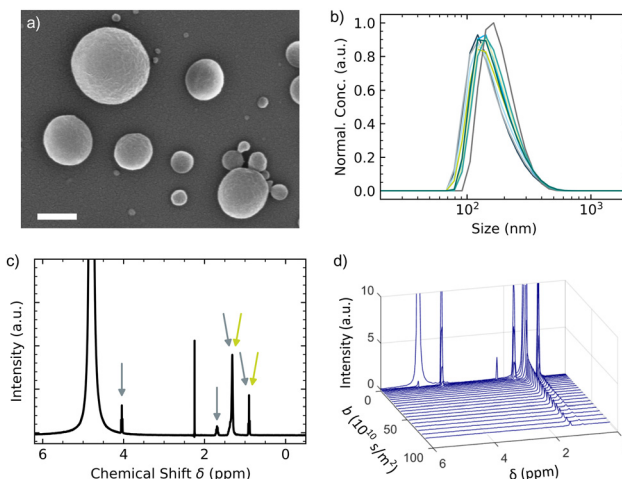 a)
b)
Normal. Conc. (a.u.)
1.0
0.8
0.6
0.4
0.2
0.0
10²
10³
Size (nm)
c)
Intensity (a.u.)
6
4
2
0
Chemical Shift δ (ppm)
d)
Intensity (a.u.)
10
5
0
0
50
100
b (10¹⁰ s/m²)
6
4
2
δ (ppm)